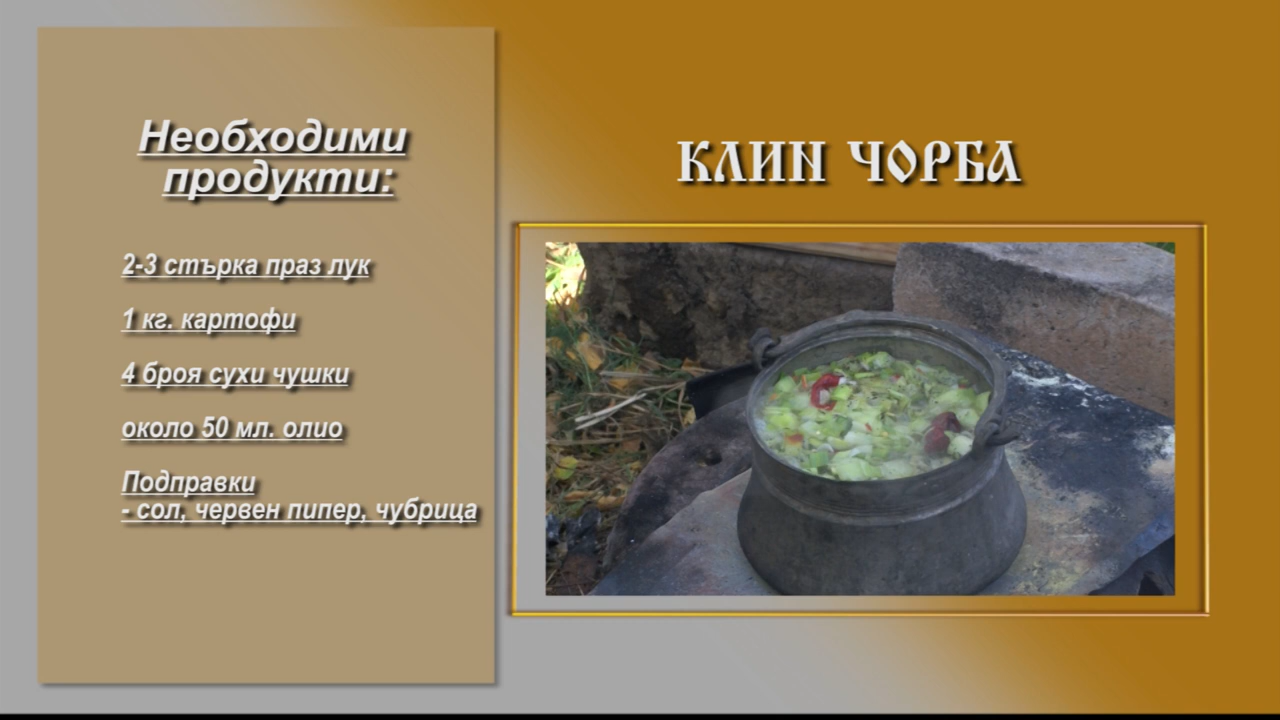 Необходими
продукти:
2-3 стърка праз лук
1 кг. картофи
4 броя сухи чушки
около 50 мл. олио
Подправки
- сол, червен пипер, чубрица
КЛИН ЧОРБА